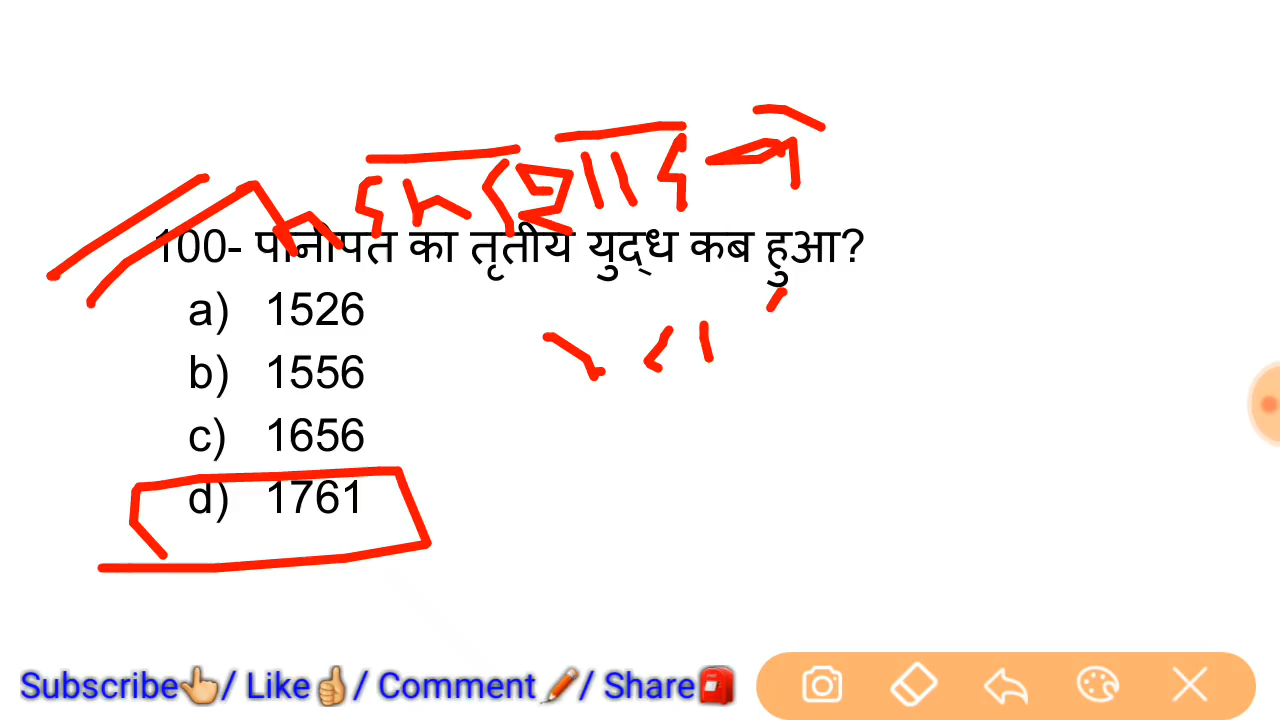 100- पानीपत का तृतीय युद्ध कब हुआ?
a) 1526
b) 1556
c) 1656
d) 1761
Subscribe👆/ Like👍/ Comment 🖍/ Share🎒